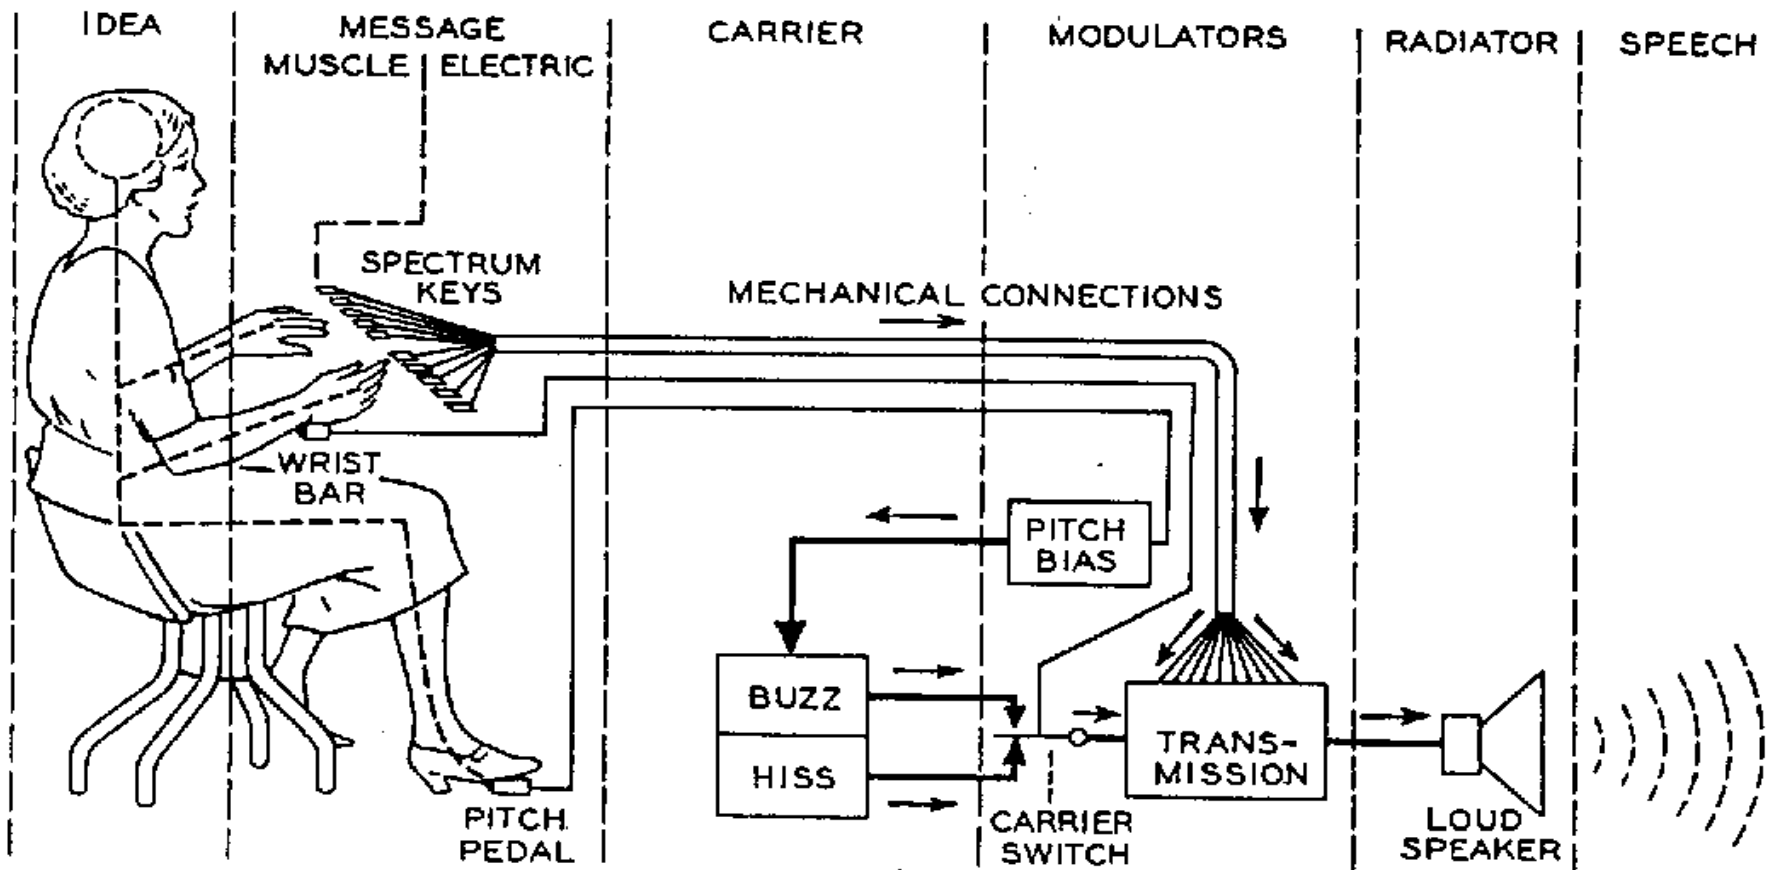 IDEA
MESSAGE
MUSCLE ELECTRIC
CARRIER
MODULATORS
RADIATOR
SPEECH
SPECTRUM
KEYS
MECHANICAL CONNECTIONS
WRIST
BAR
PITCH
BIAS
BUZZ
HISS
TRANS-
MISSION
PITCH
PEDAL
CARRIER
SWITCH
LOUD
SPEAKER